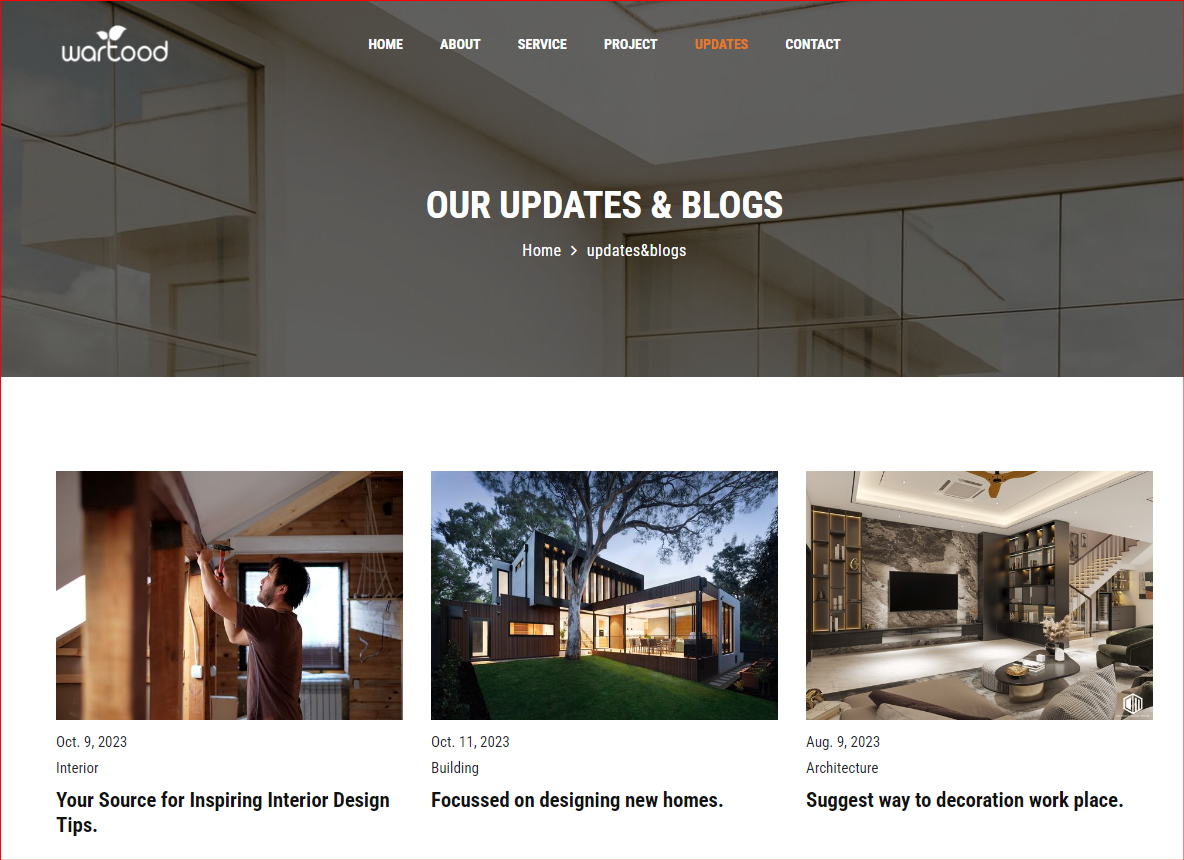 wartood
HOME ABOUT SERVICE PROJECT UPDATES CONTACT
OUR UPDATES & BLOGS
Home > updates&blogs
Oct. 9, 2023
Interior
Your Source for Inspiring Interior Design
Tips.
Oct. 11, 2023
Building
Focussed on designing new homes.
Aug. 9, 2023
Architecture
Suggest way to decoration work place.